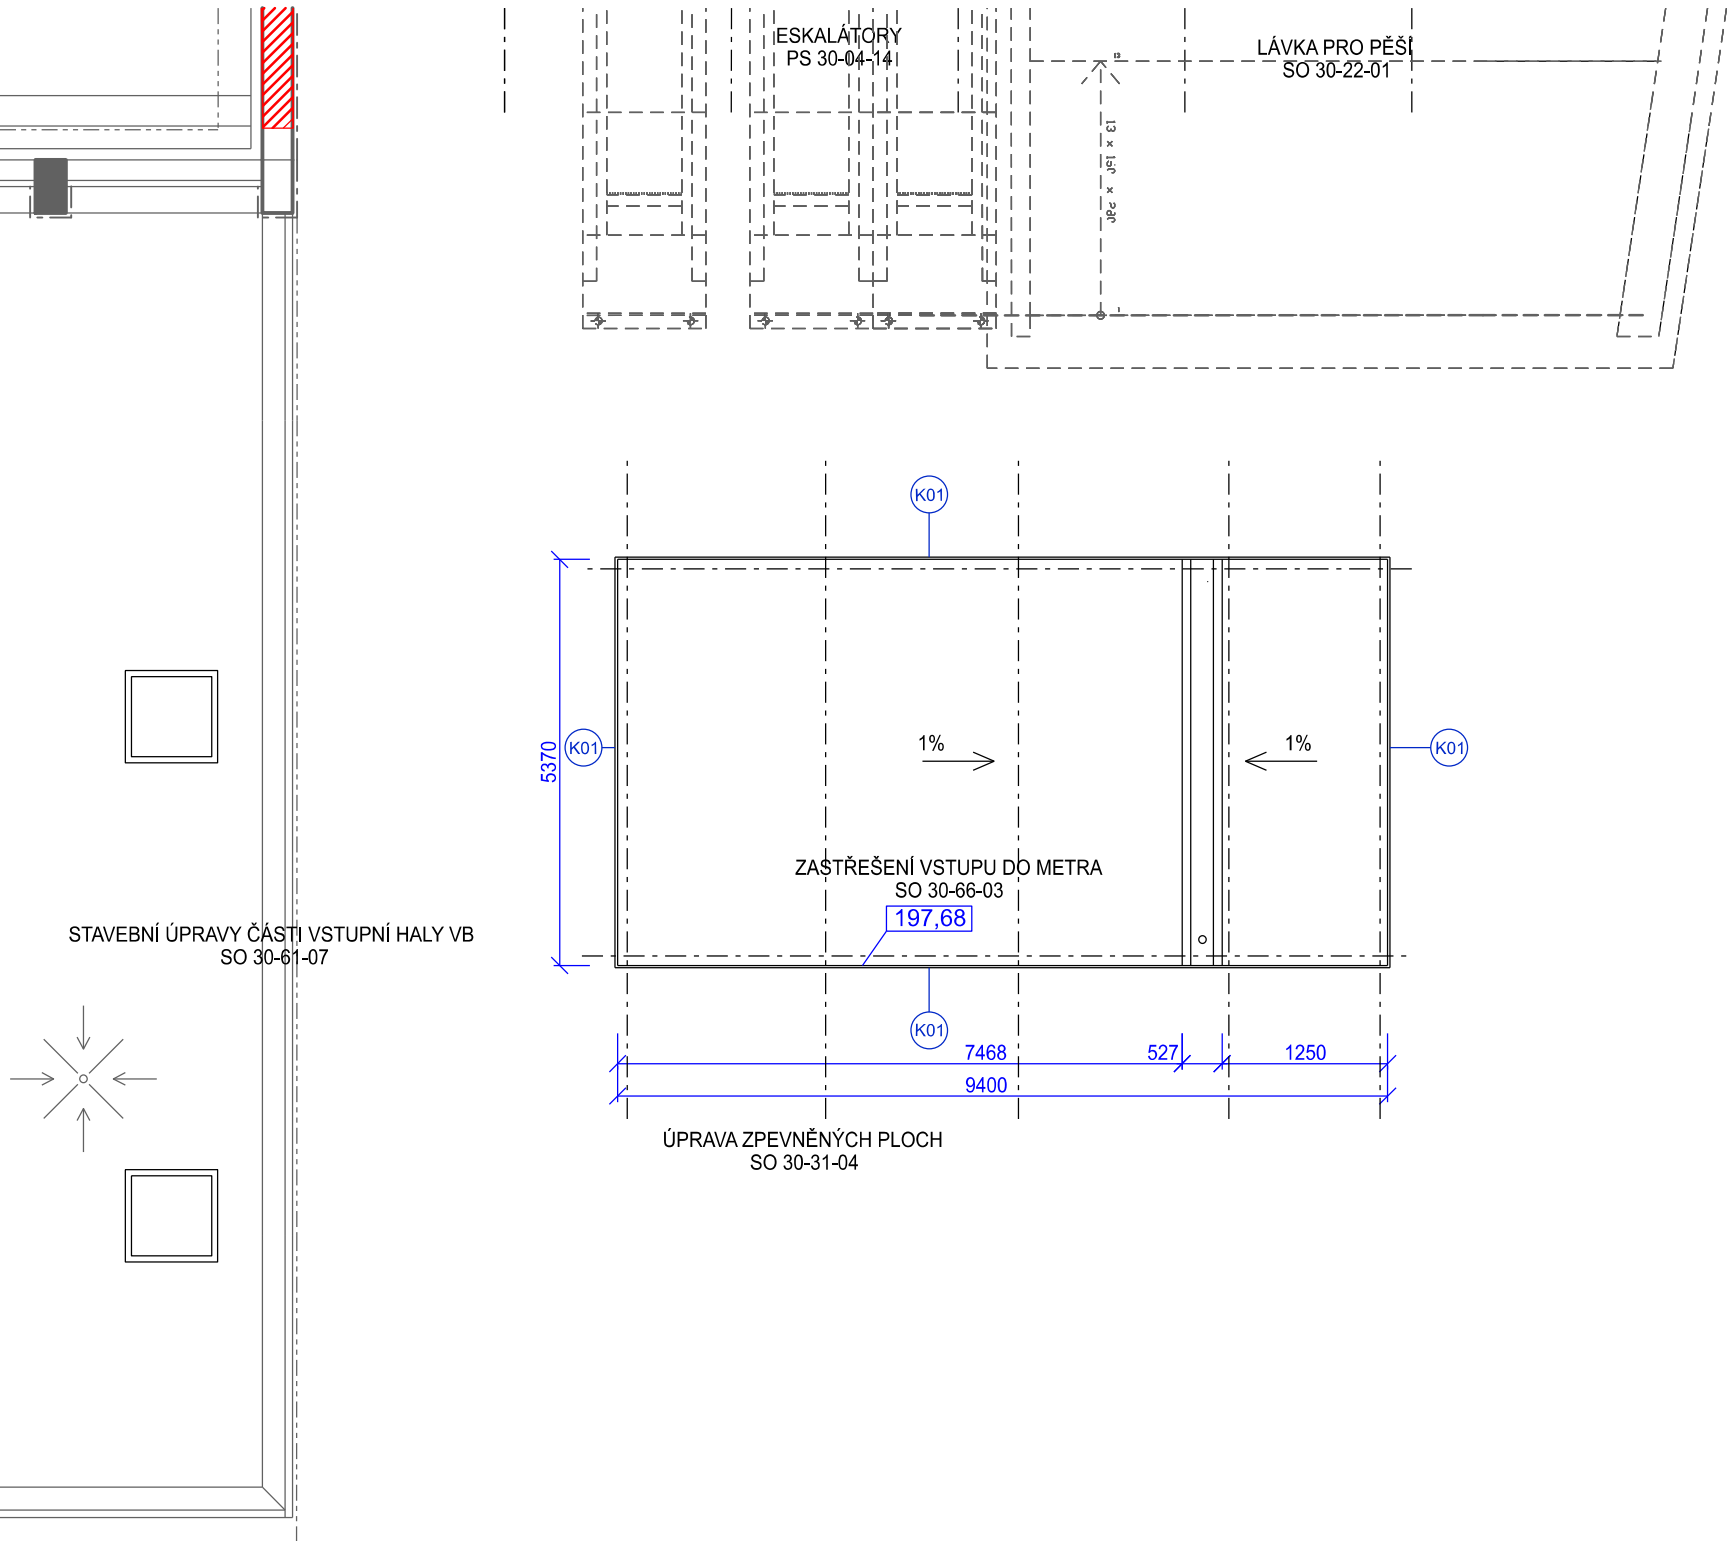 ESKALÁTORY
PS 30-04-14
LÁVKA PRO PĚŠÍ
SO 30-22-01
K01
5370
K01
1%
1%
K01
ZASTŘEŠENÍ VSTUPU DO METRA
SO 30-66-03
197,68
STAVEBNÍ ÚPRAVY ČÁSTI VSTUPNÍ HALY VB
SO 30-61-07
K01
7468
527
1250
9400
ÚPRAVA ZPEVNĚNÝCH PLOCH
SO 30-31-04